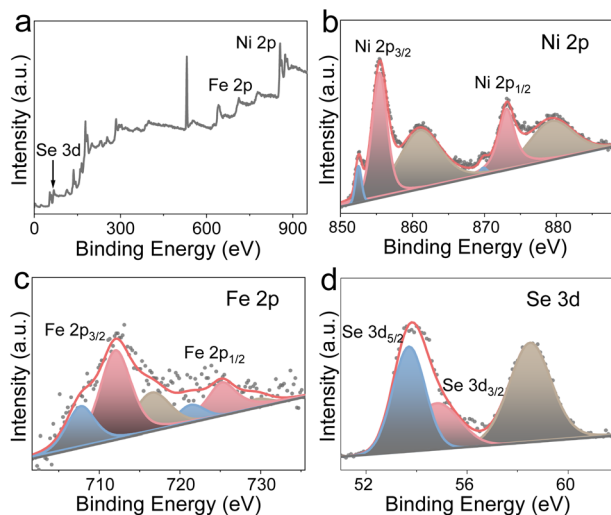 a
Ni 2p
Fe 2p
Se 3d
Intensity (a.u.)
0 300 600 900
Binding Energy (eV)
b
Ni 2p3/2
Ni 2p
Ni 2p1/2
Intensity (a.u.)
850 860 870 880
Binding Energy (eV)
c
Fe 2p
Fe 2p3/2
Fe 2p1/2
Intensity (a.u.)
710 720 730
Binding Energy (eV)
d
Se 3d
Se 3d5/2
Se 3d3/2
Intensity (a.u.)
52 56 60
Binding Energy (eV)